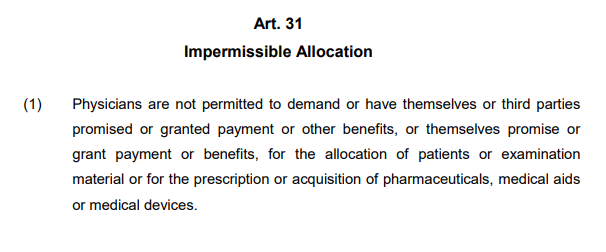 Art. 31
Impermissible Allocation
(1) Physicians are not permitted to demand or have themselves or third parties
promised or granted payment or other benefits, or themselves promise or
grant payment or benefits, for the allocation of patients or examination
material or for the prescription or acquisition of pharmaceuticals, medical aids
or medical devices.